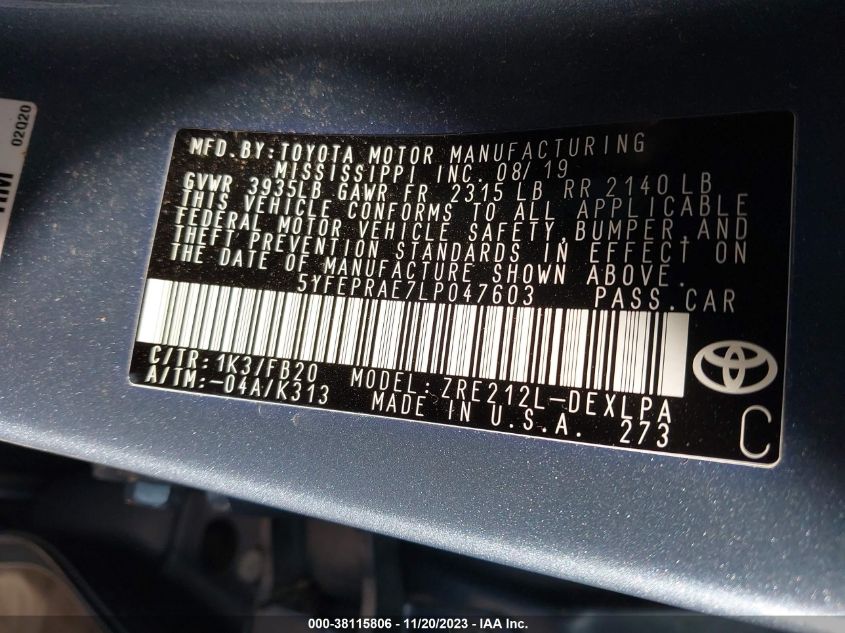 MFD.BY:TOYOTA MOTOR MANUFACTURING
MISSISSIPPI INC. 08/19
GVWR 3935LB GAWR FR 2315 LB RR 2140 LB
THIS VEHICLE CONFORMS TO ALL APPLICABLE
FEDERAL MOTOR VEHICLE SAFETY, BUMPER, AND
THEFT PREVENTION STANDARDS IN EFFECT ON
THE DATE OF MANUFACTURE SHOWN ABOVE.
5YFEPRAE7LP047603 PASS.CAR
C/TR:1K3/FB20 MODEL:ZRE212L-DEXLPA
A/TM:-04A/K313 MADE IN U.S.A. 273
C
02Q20
000-38115806 - 11/20/2023 - IAA Inc.